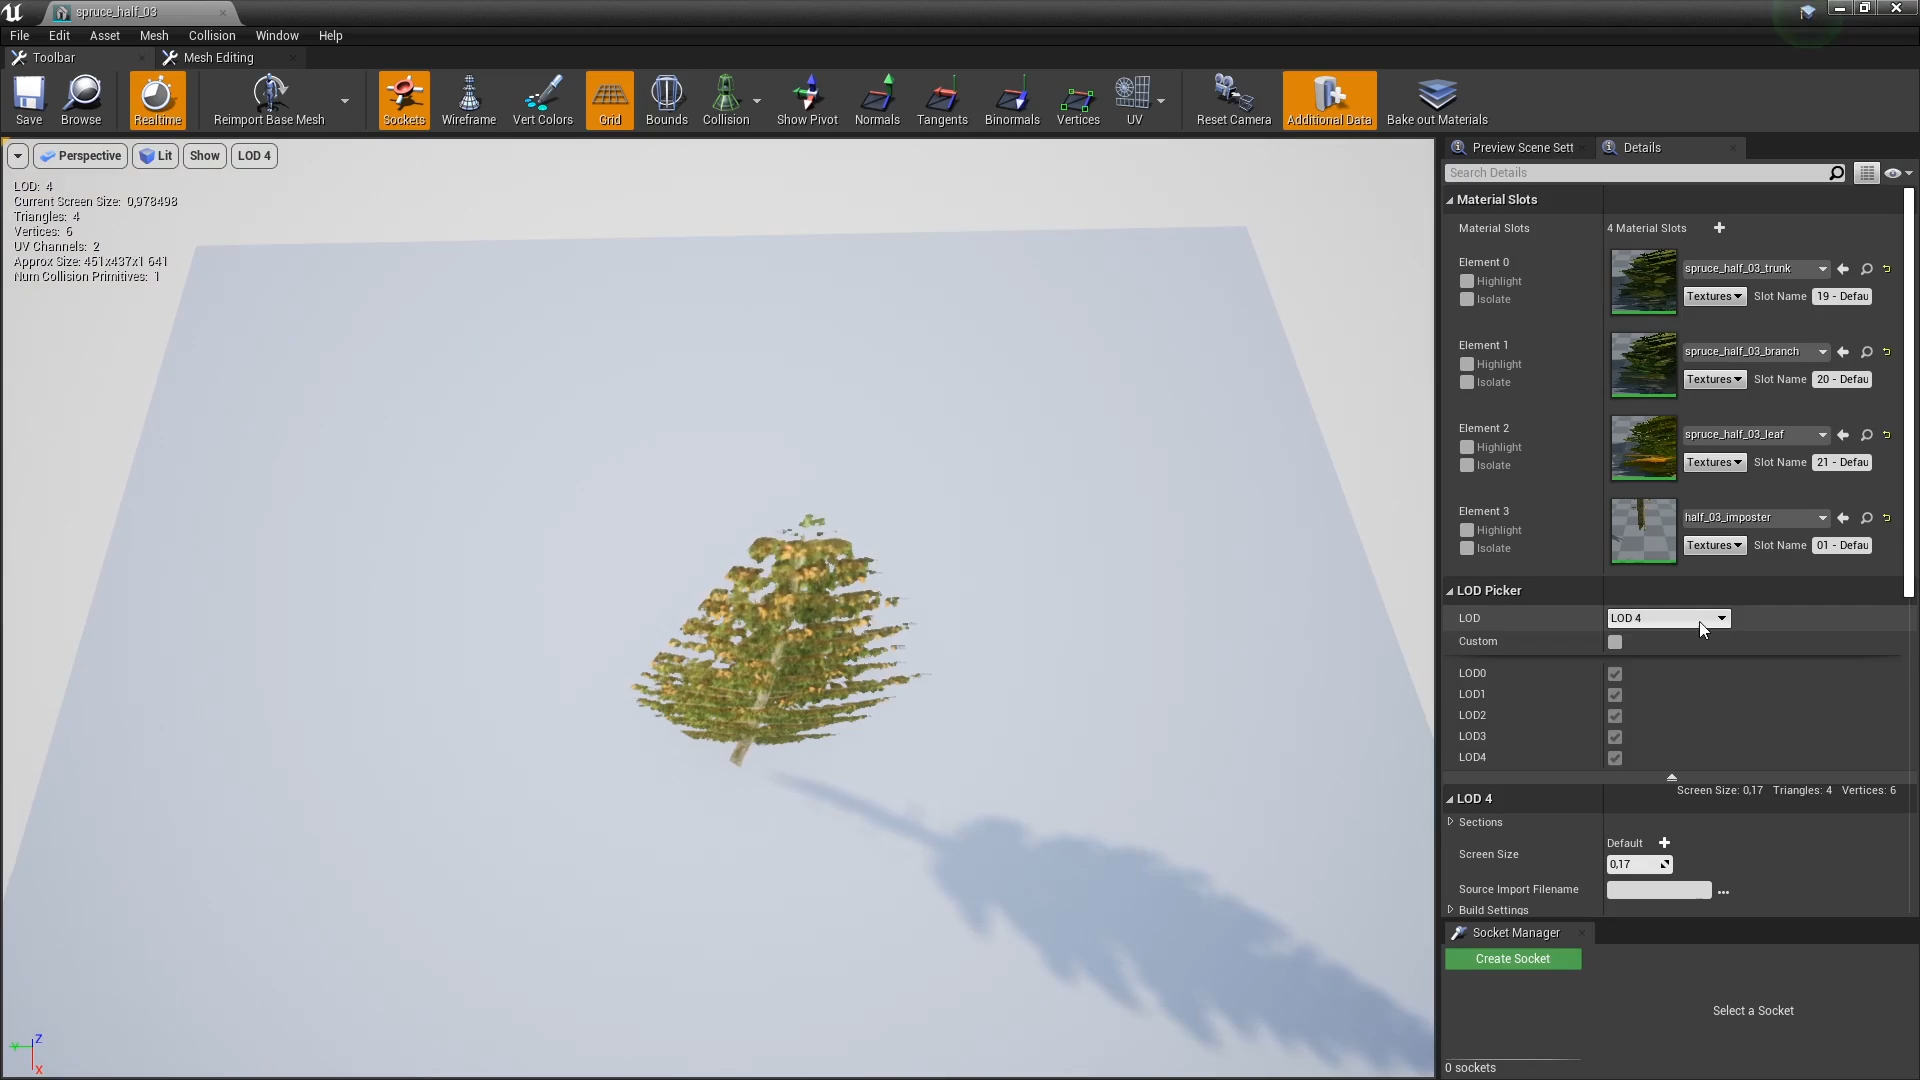 spruce_half_03
File Edit Asset Mesh Collision Window Help
Toolbar Mesh Editing
Save Browse Realtime Reimport Base Mesh Sockets Wireframe Vert Colors Grid Bounds Collision Show Pivot Normals Tangents Binormals Vertices UV Reset Camera Additional Data Bake out Materials
Perspective Lit Show LOD 4
LOD: 4
Current Screen Size: 0,978498
Triangles: 4
Vertices: 6
UV Channels: 2
Approx Size: 451x437x1 641
Num Collision Primitives: 1
Z
Y
X
Preview Scene Sett Details
Search Details
Material Slots
Material Slots 4 Material Slots
Element 0
Highlight
Isolate
spruce_half_03_trunk
Textures Slot Name 19 - Defau
Element 1
Highlight
Isolate
spruce_half_03_branch
Textures Slot Name 20 - Defau
Element 2
Highlight
Isolate
spruce_half_03_leaf
Textures Slot Name 21 - Defau
Element 3
Highlight
Isolate
half_03_imposter
Textures Slot Name 01 - Defau
LOD Picker
LOD LOD 4
Custom
LOD0
LOD1
LOD2
LOD3
LOD4
LOD 4 Screen Size: 0,17 Triangles: 4 Vertices: 6
Sections
Screen Size Default
0,17
Source Import Filename
Build Settings
Socket Manager
Create Socket
Select a Socket
0 sockets